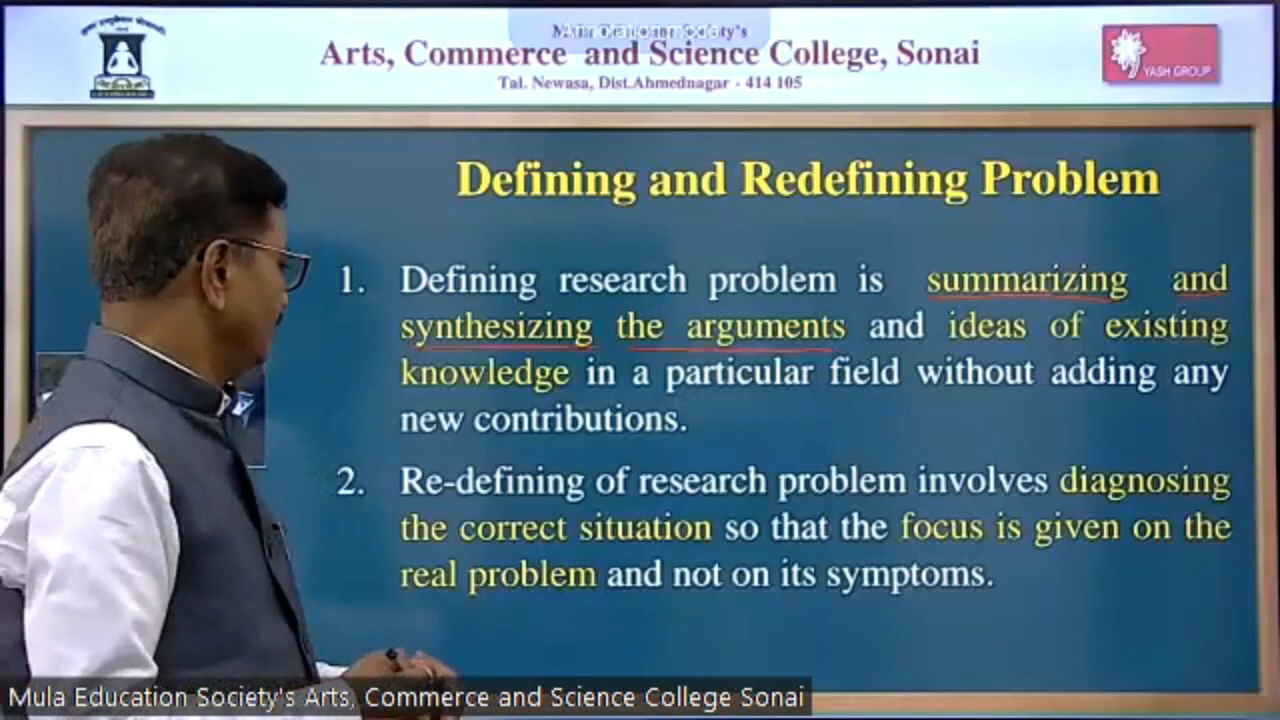 Mula Education Society's
Annotation mode
Arts, Commerce and Science College, Sonai
Tal. Newasa, Dist.Ahmednagar - 414 105
YASH GROUP
Defining and Redefining Problem
1. Defining research problem is summarizing and
synthesizing the arguments and ideas of existing
knowledge in a particular field without adding any
new contributions.
2. Re-defining of research problem involves diagnosing
the correct situation so that the focus is given on the
real problem and not on its symptoms.
Mula Education Society's Arts, Commerce and Science College Sonai